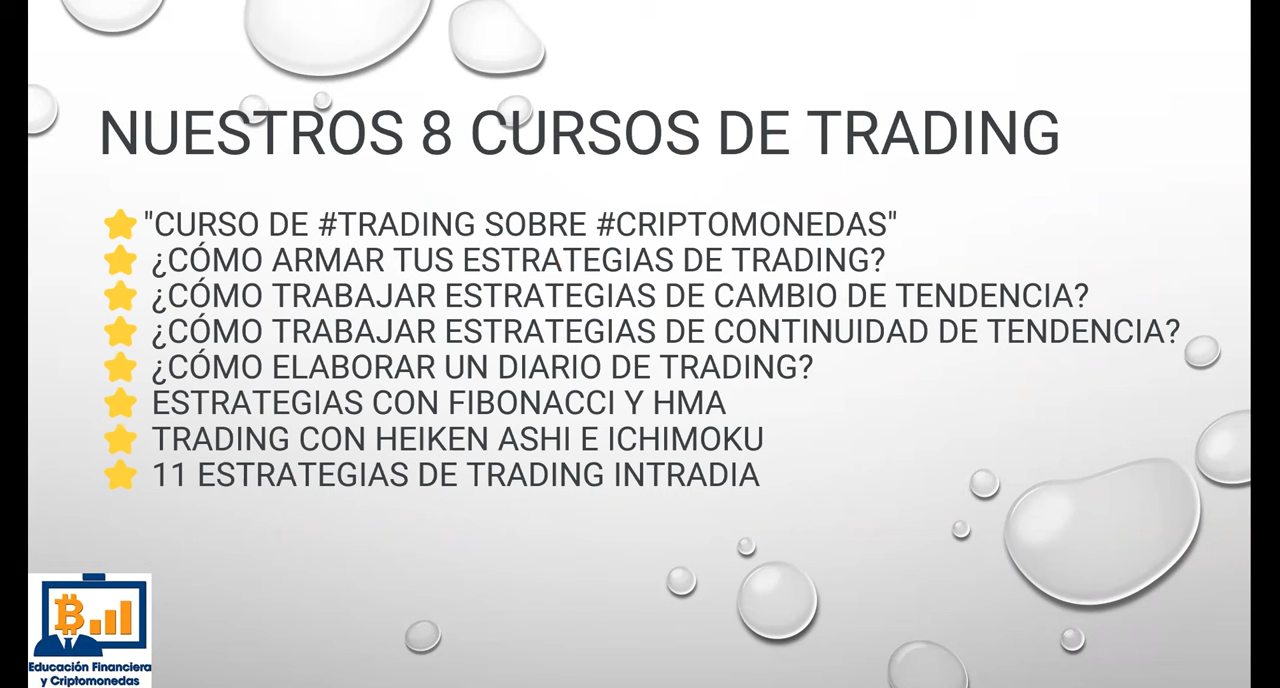 NUESTROS 8 CURSOS DE TRADING
"CURSO DE #TRADING SOBRE #CRIPTOMONEDAS"
¿CÓMO ARMAR TUS ESTRATEGIAS DE TRADING?
¿CÓMO TRABAJAR ESTRATEGIAS DE CAMBIO DE TENDENCIA?
¿CÓMO TRABAJAR ESTRATEGIAS DE CONTINUIDAD DE TENDENCIA?
¿CÓMO ELABORAR UN DIARIO DE TRADING?
ESTRATEGIAS CON FIBONACCI Y HMA
TRADING CON HEIKEN ASHI E ICHIMOKU
11 ESTRATEGIAS DE TRADING INTRADIA
Educación Financiera
y Criptomonedas